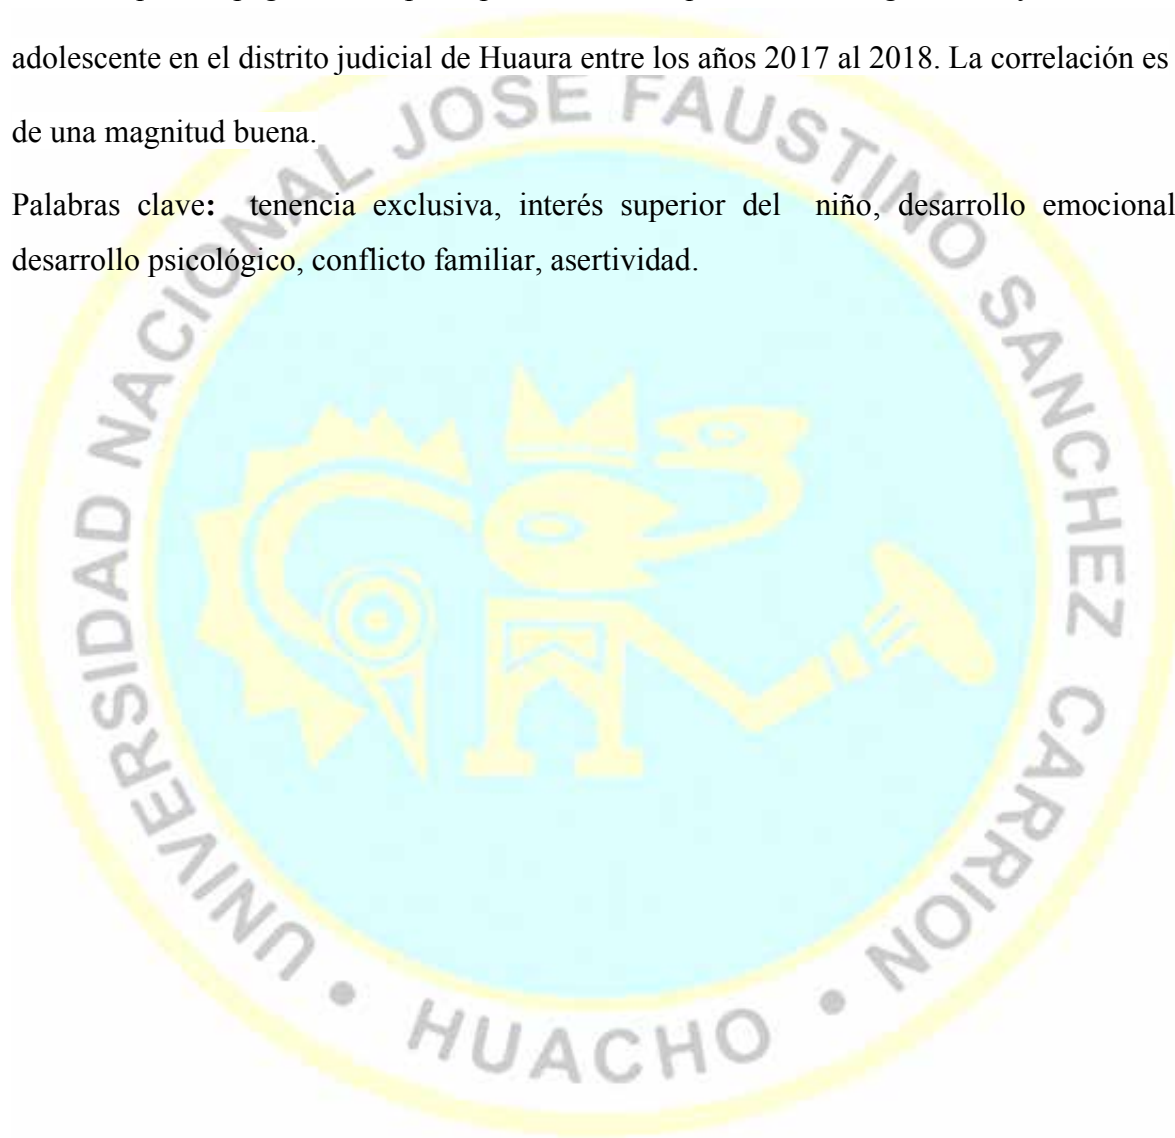 adolescente en el distrito judicial de Huaura entre los años 2017 al 2018. La correlación es
de una magnitud buena.
Palabras clave: tenencia exclusiva, interés superior del niño, desarrollo emocional
desarrollo psicológico, conflicto familiar, asertividad.
UNIVERSIDAD NACIONAL JOSE FAUSTINO SANCHEZ CARRION • HUACHO •